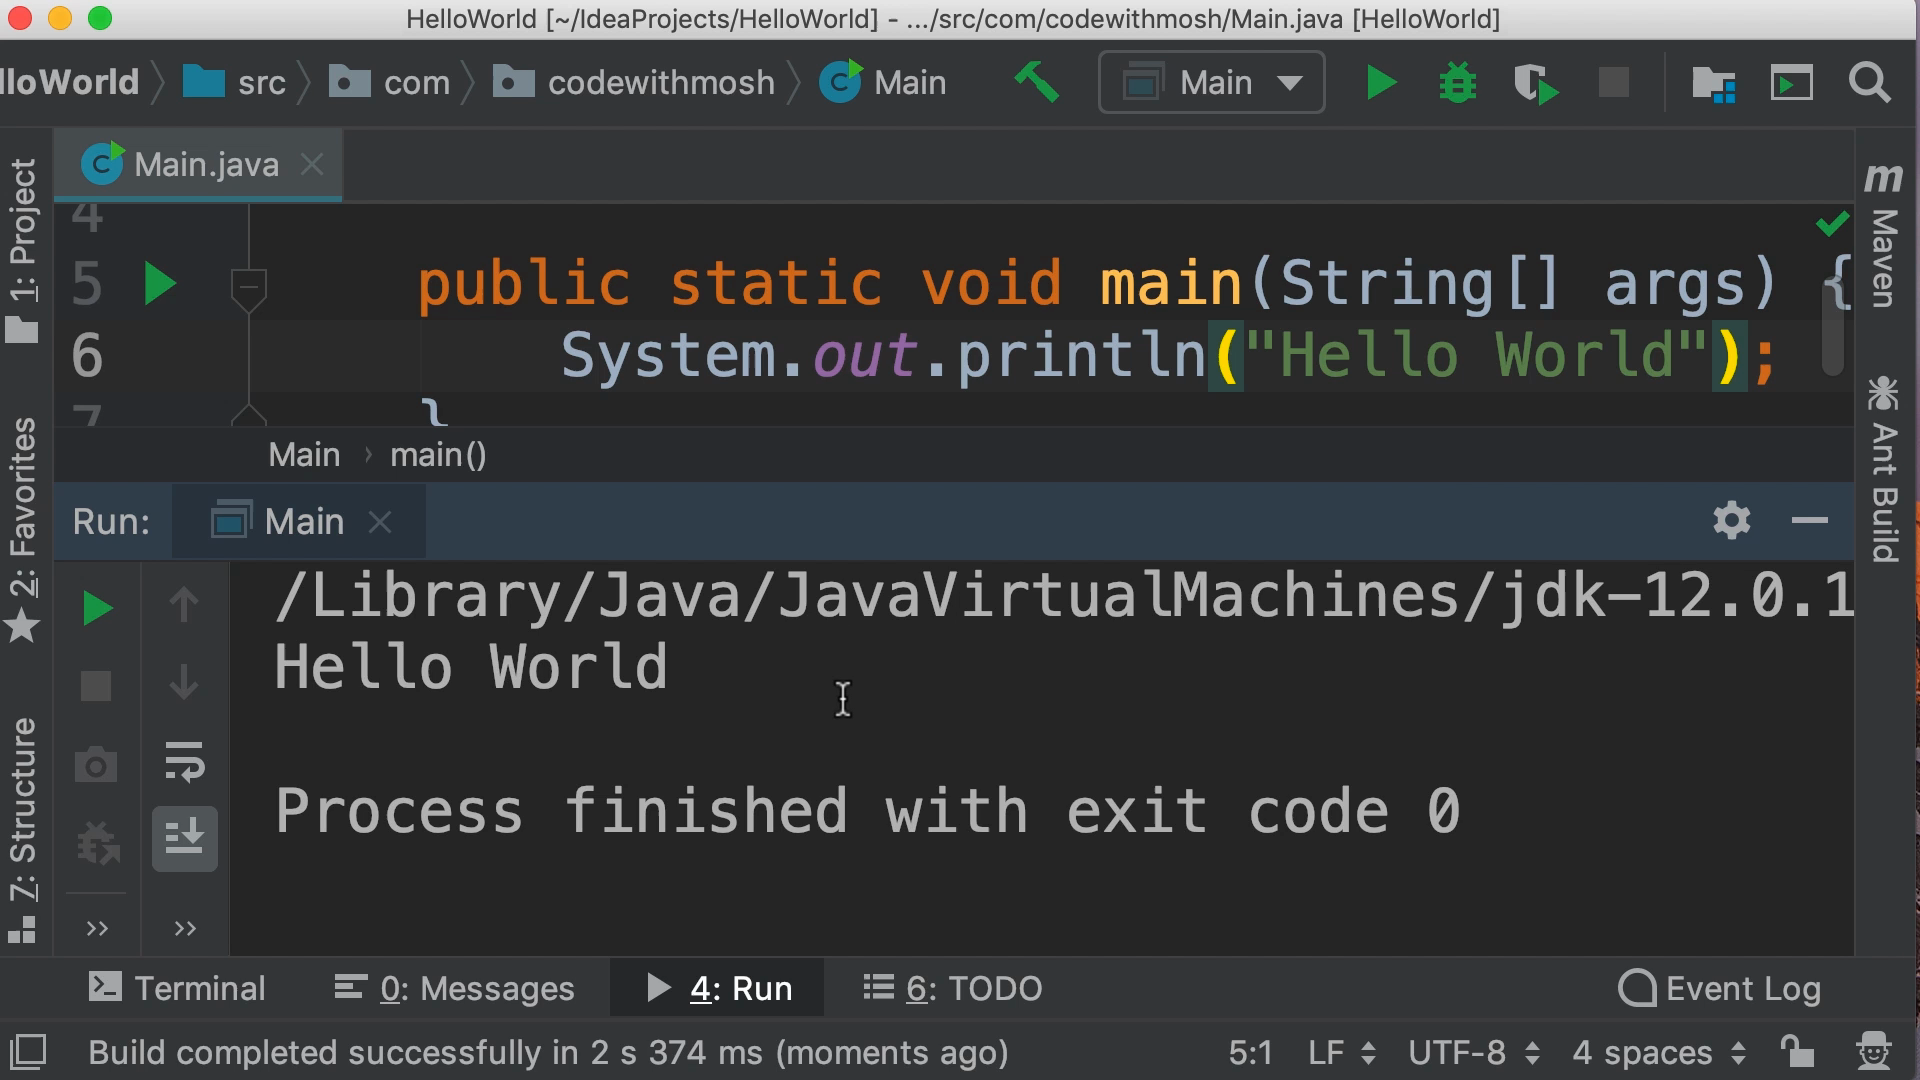 HelloWorld [~/IdeaProjects/HelloWorld] - .../src/com/codewithmosh/Main.java [HelloWorld]
lloWorld src com codewithmosh Main Main
Main.java
4
5 public static void main(String[] args) {
6 System.out.println("Hello World");
7 }
Main › main()
Run: Main
/Library/Java/JavaVirtualMachines/jdk-12.0.1
Hello World
Process finished with exit code 0
1: Project
2: Favorites
7: Structure
m Maven
Ant Build
Terminal 0: Messages 4: Run 6: TODO Event Log
Build completed successfully in 2 s 374 ms (moments ago) 5:1 LF UTF-8 4 spaces